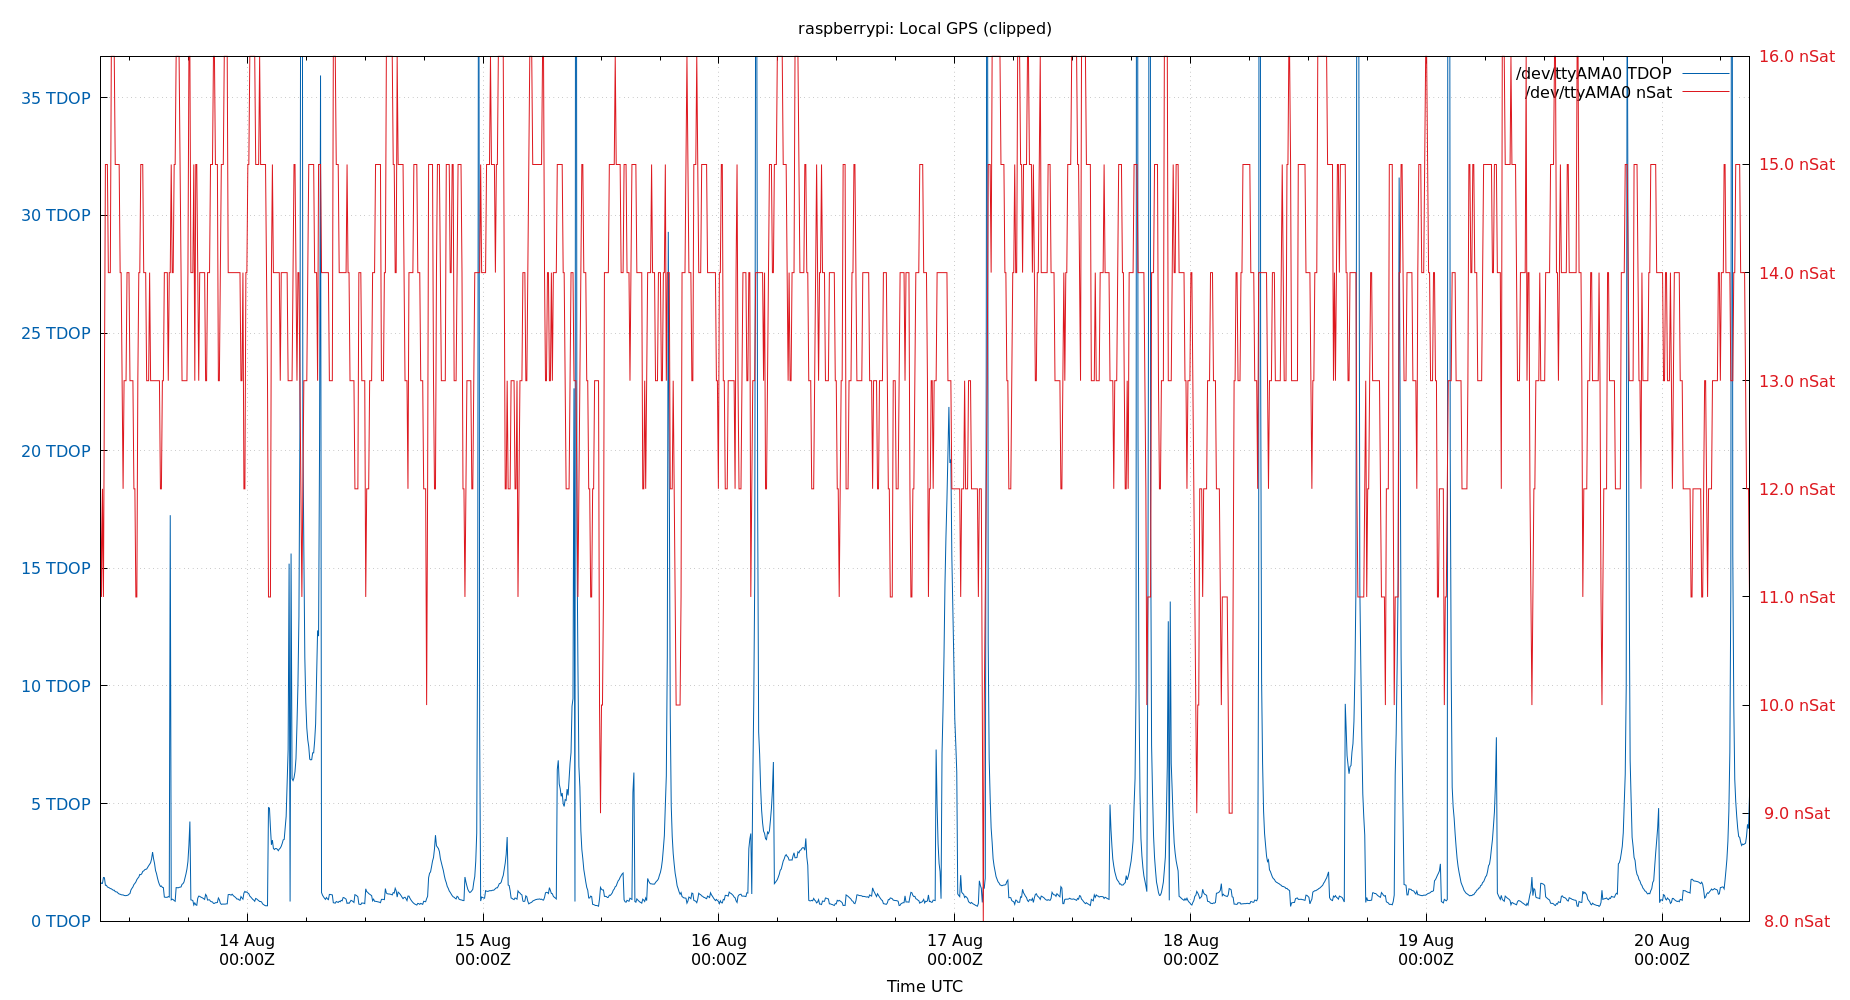 raspberrypi: Local GPS (clipped)
/dev/ttyAMA0 TDOP
/dev/ttyAMA0 nSat
35 TDOP
30 TDOP
25 TDOP
20 TDOP
15 TDOP
10 TDOP
5 TDOP
0 TDOP
16.0 nSat
15.0 nSat
14.0 nSat
13.0 nSat
12.0 nSat
11.0 nSat
10.0 nSat
9.0 nSat
8.0 nSat
14 Aug
00:00Z
15 Aug
00:00Z
16 Aug
00:00Z
17 Aug
00:00Z
18 Aug
00:00Z
19 Aug
00:00Z
20 Aug
00:00Z
Time UTC